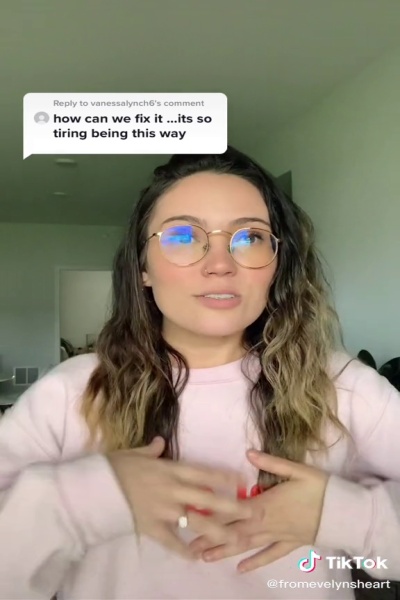 Reply to vanessalynch6's comment
how can we fix it ...its so
tiring being this way
TikTok
@fromevelynsheart